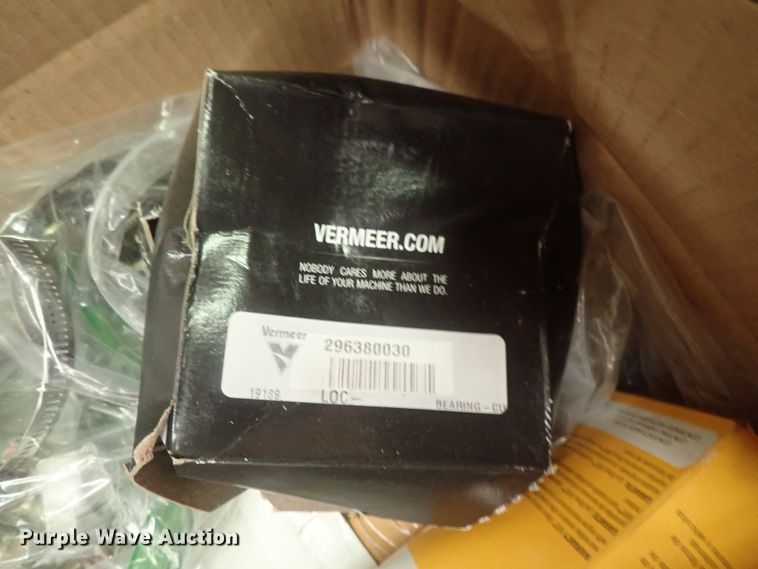 VERMEER.COM
NOBODY CARES MORE ABOUT THE
LIFE OF YOUR MACHINE THAN WE DO.
Vermeer
296380030
19189 LOC-
BEARING-CU
Purple Wave Auction